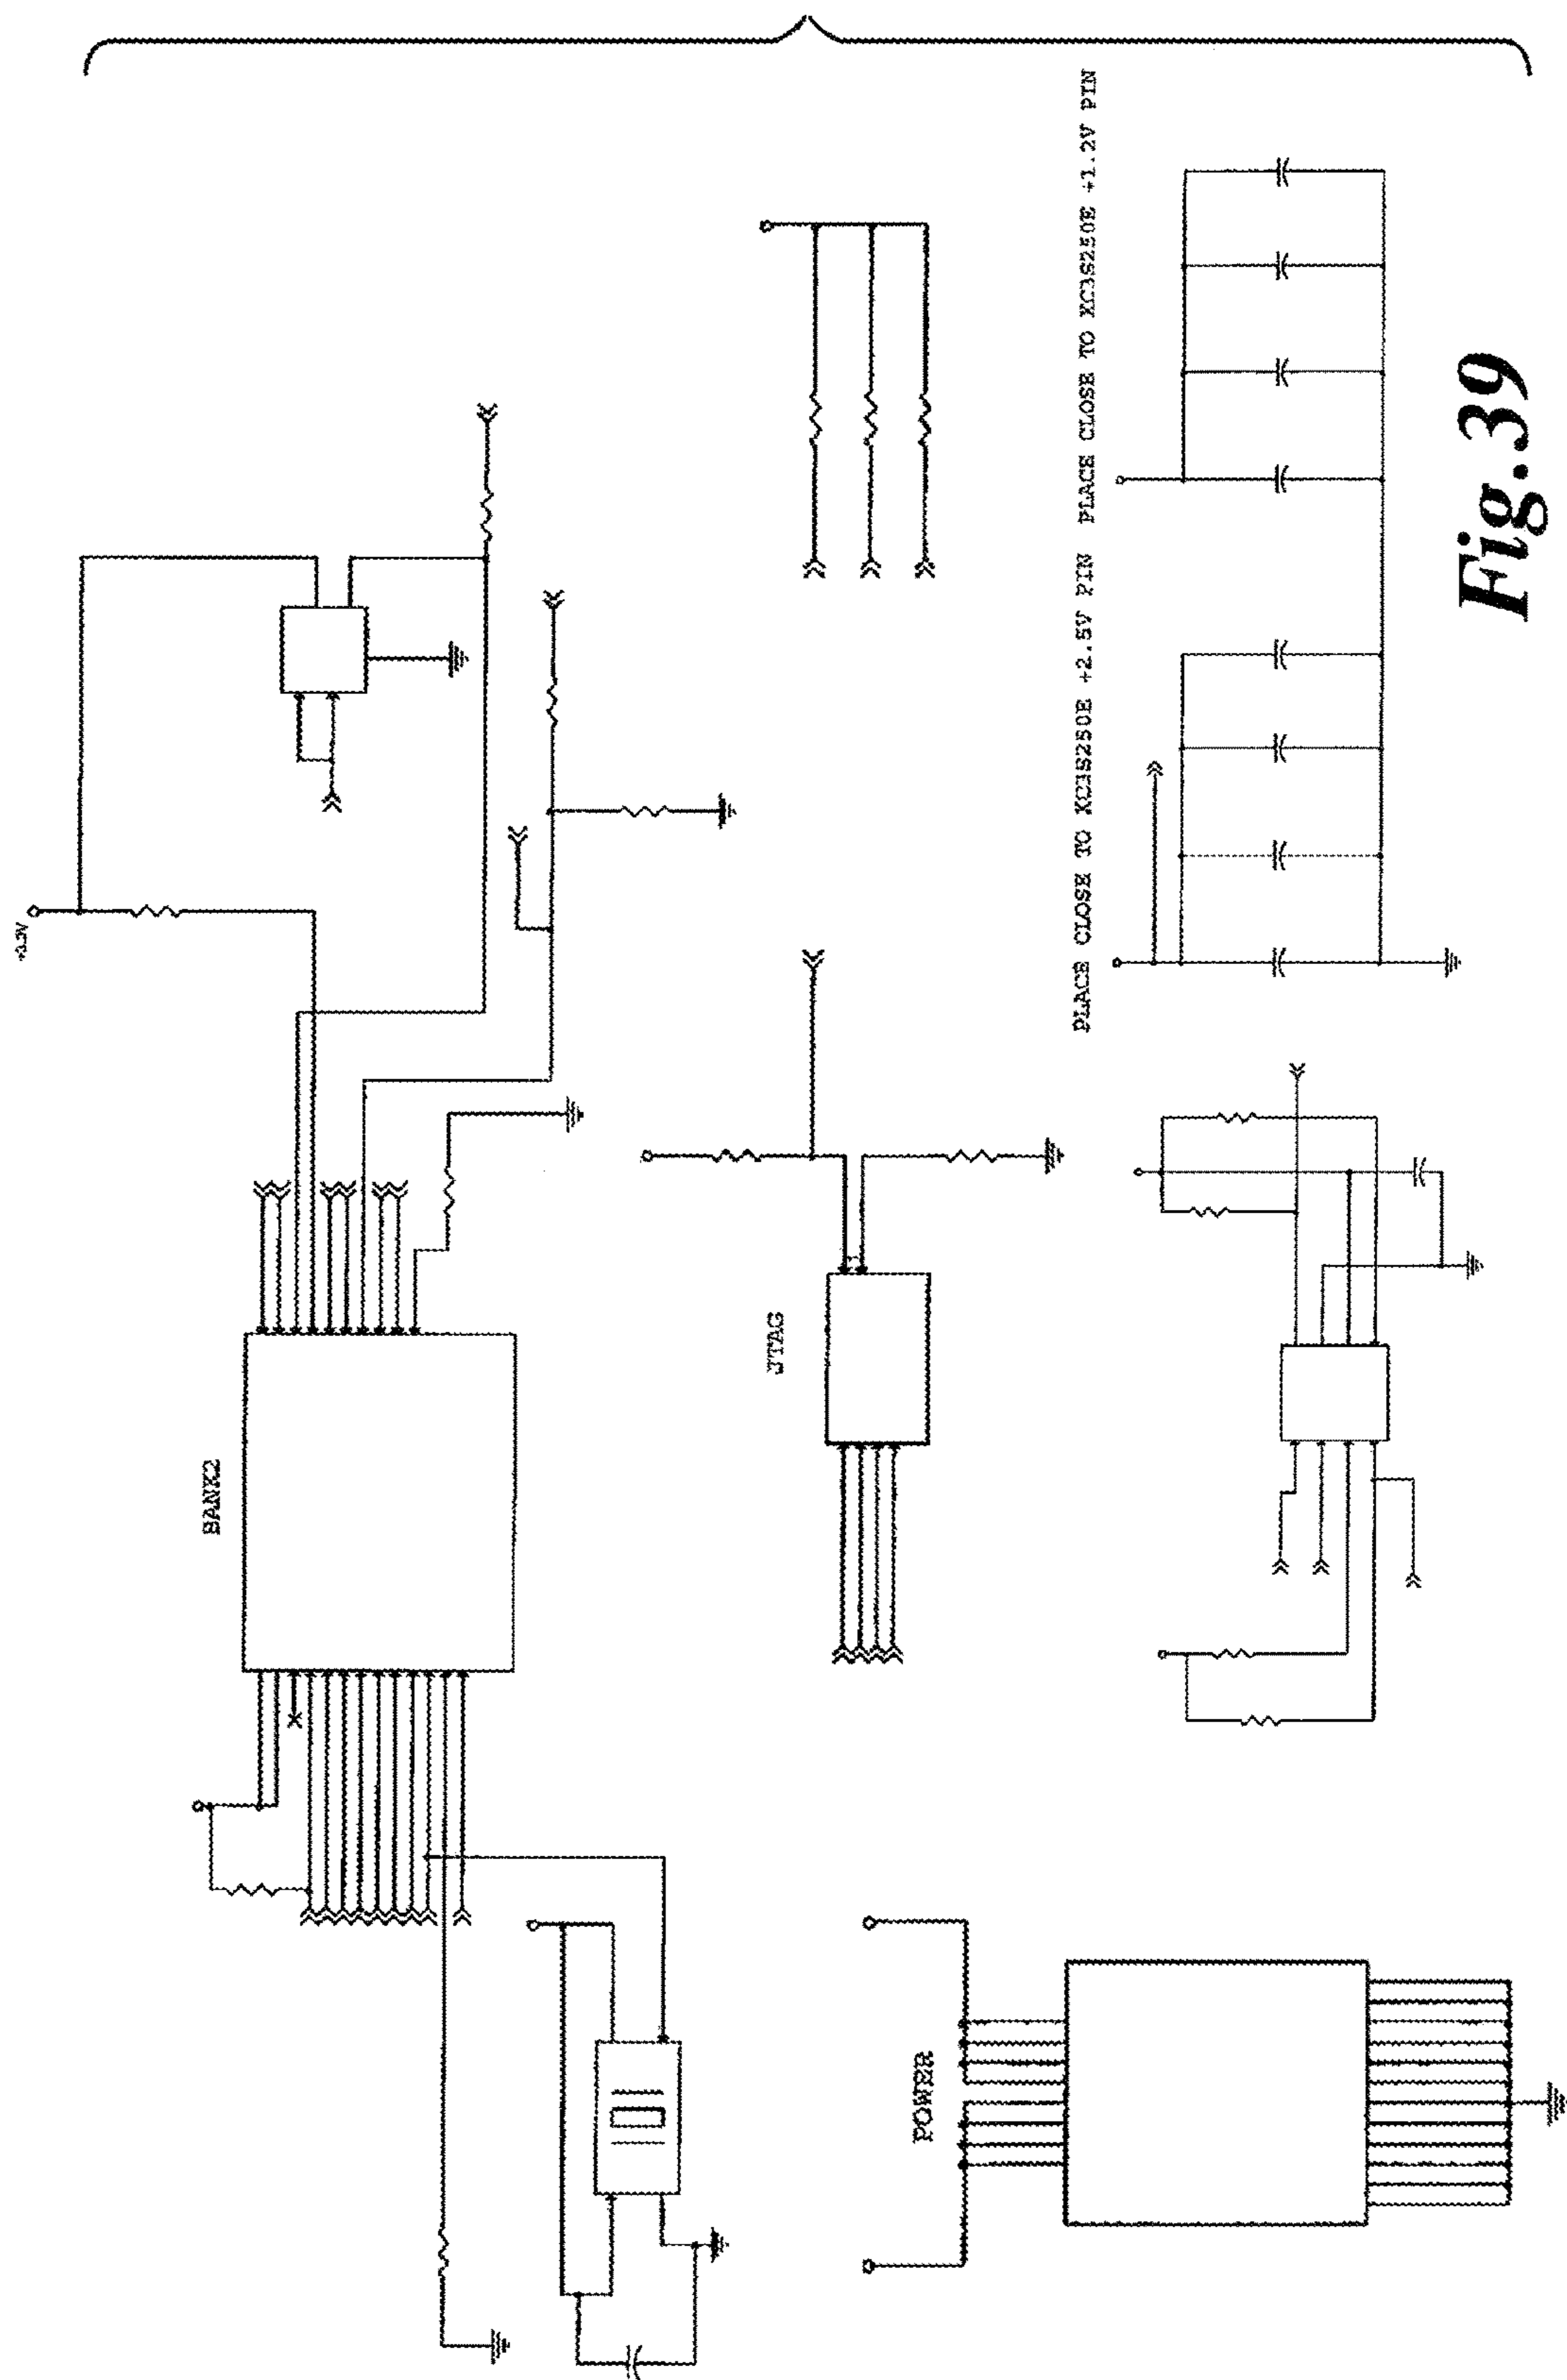 +3.3V
BANK2
JTAG
POWER
PLACE CLOSE TO XC3S250E +2.5V PIN
PLACE CLOSE TO XC3S250E +1.2V PIN
Fig.39